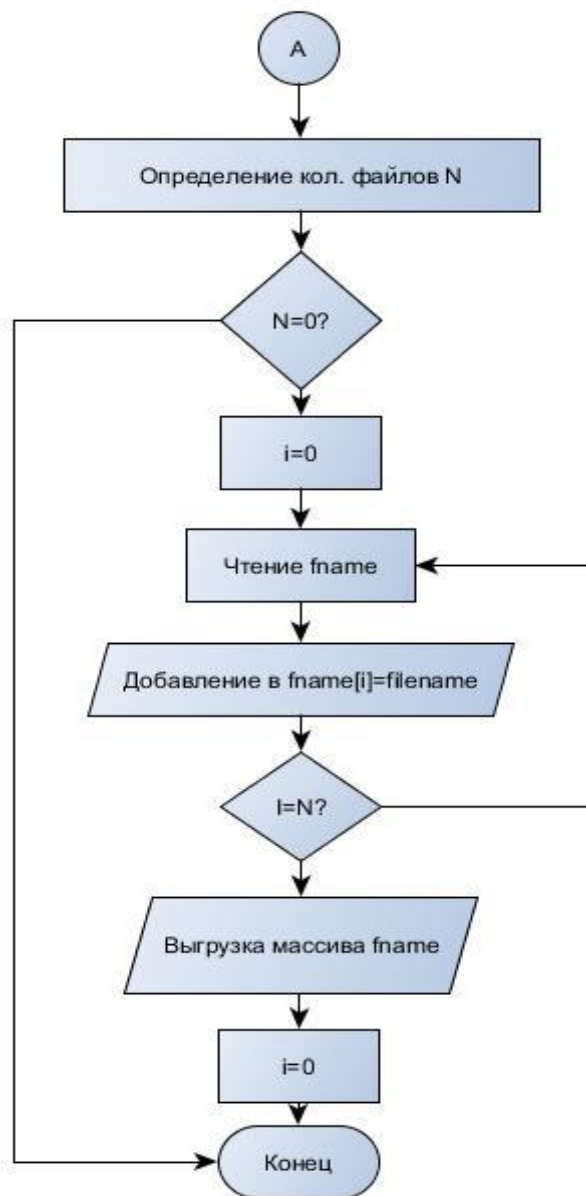 А
Определение кол. файлов N
N=0?
i=0
Чтение fname
Добавление в fname[i]=filename
I=N?
Выгрузка массива fname
i=0
Конец